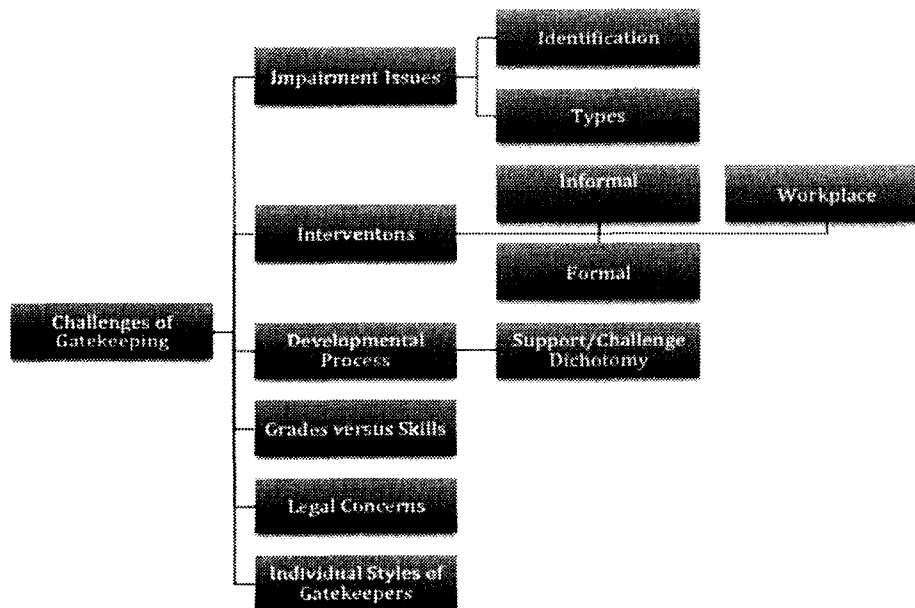 Identification
Impairment Issues
Types
Informal
Workplace
Interventons
Formal
Challenges of
Gatekeeping
Developmental
Process
Support/Challenge
Dichotomy
Grades versus Skills
Legal Concerns
Individual Styles of
Gatekeepers